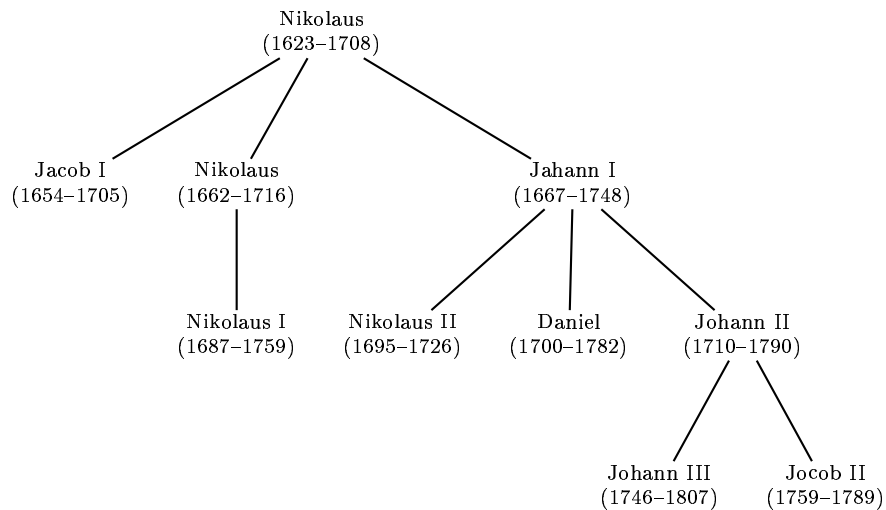 Nikolaus
(1623–1708)
Jacob I
(1654–1705)
Nikolaus
(1662–1716)
Jahann I
(1667–1748)
Nikolaus I
(1687–1759)
Nikolaus II
(1695–1726)
Daniel
(1700–1782)
Johann II
(1710–1790)
Johann III
(1746–1807)
Jocob II
(1759–1789)